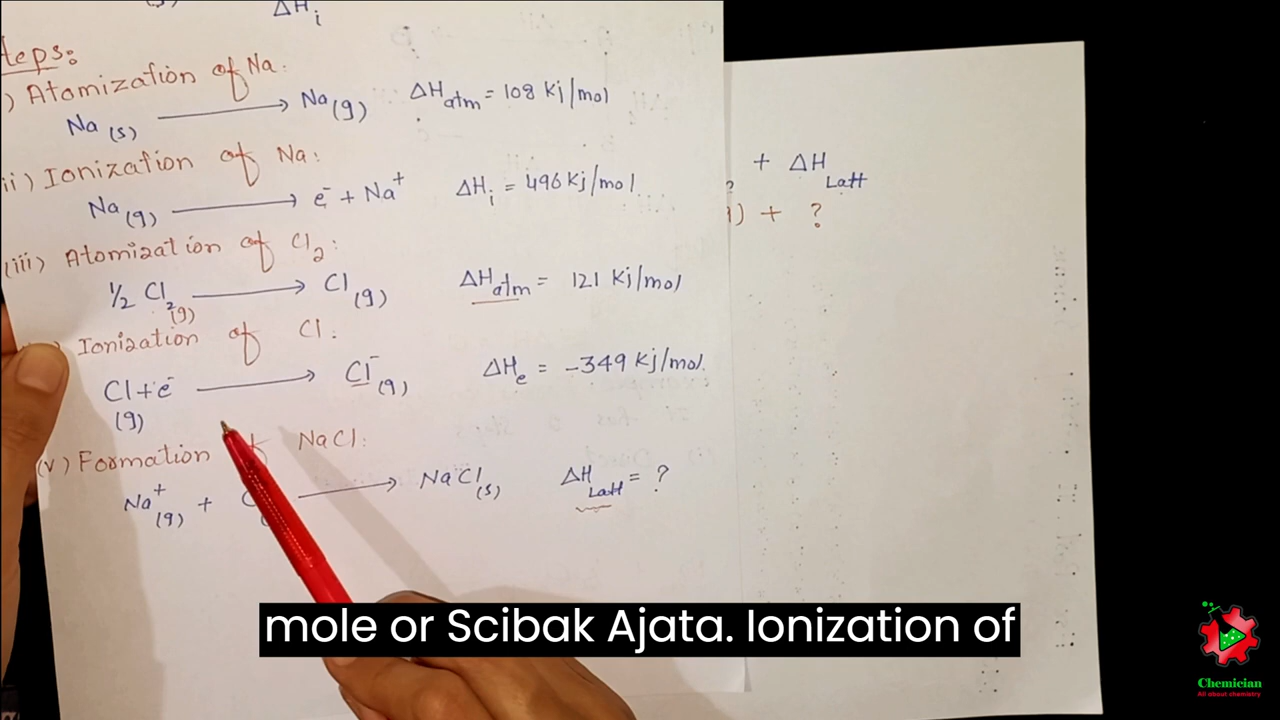 ΔHi
teps:
) Atomization of Na:
Na(s) ⟶ Na(g) ΔHatm = 108 kj/mol
ii) Ionization of Na:
Na(g) ⟶ e⁻ + Na⁺ ΔHi = 496 kj/mol
(iii) Atomization of Cl₂:
½ Cl₂(g) ⟶ Cl(g) ΔHatm = 121 kj/mol
) Ionization of Cl:
Cl(g) + e⁻ ⟶ Cl⁻(g) ΔHe = -349 kj/mol
(v) Formation NaCl:
Na⁺(g) + ⟶ NaCl(s) ΔHLatt = ?
+ ΔHLatt
) + ?
mole or Scibak Ajata. Ionization of
Chemician
All about chemistry